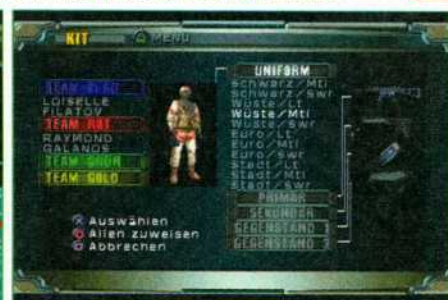 KIT
MENU
TEAM BLAU
LOISELLE
FILATOV
TEAM ROT
RAYMOND
GALANOS
TEAM GRÜN
TEAM GOLD
UNIFORM
Schwarz/Mtl
Schwarz/Swr
Wüste/Lt
Wüste/Mtl
Wüste/Swr
Euro/Lt
Euro/Mtl
Euro/Swr
Stadt/Lt
Stadt/Mtl
Stadt/Swr
PRIMÄR
SEKUNDÄR
GEGENSTAND 1
GEGENSTAND 2
Auswählen
Allen zuweisen
Abbrechen